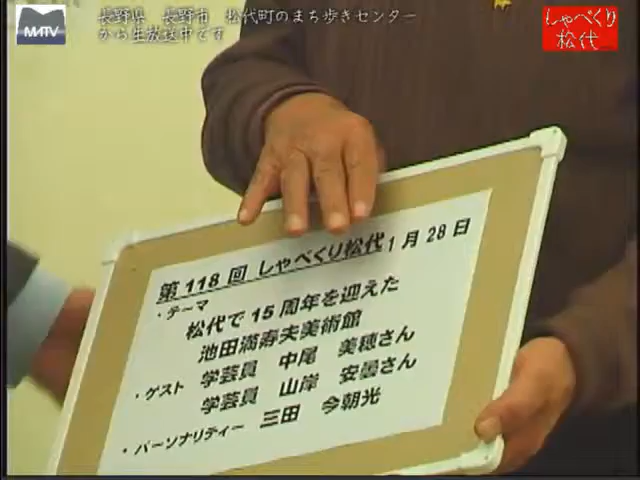 MATV
長野県　長野市　松代町のまち歩きセンター
から生放送中です
しゃべくり
松代
第118回 しゃべくり松代 1月28日
・テーマ
松代で15周年を迎えた
池田満寿夫美術館
・ゲスト 学芸員 中尾 美穂さん
学芸員 山岸 安曇さん
・パーソナリティー 三田 今朝光